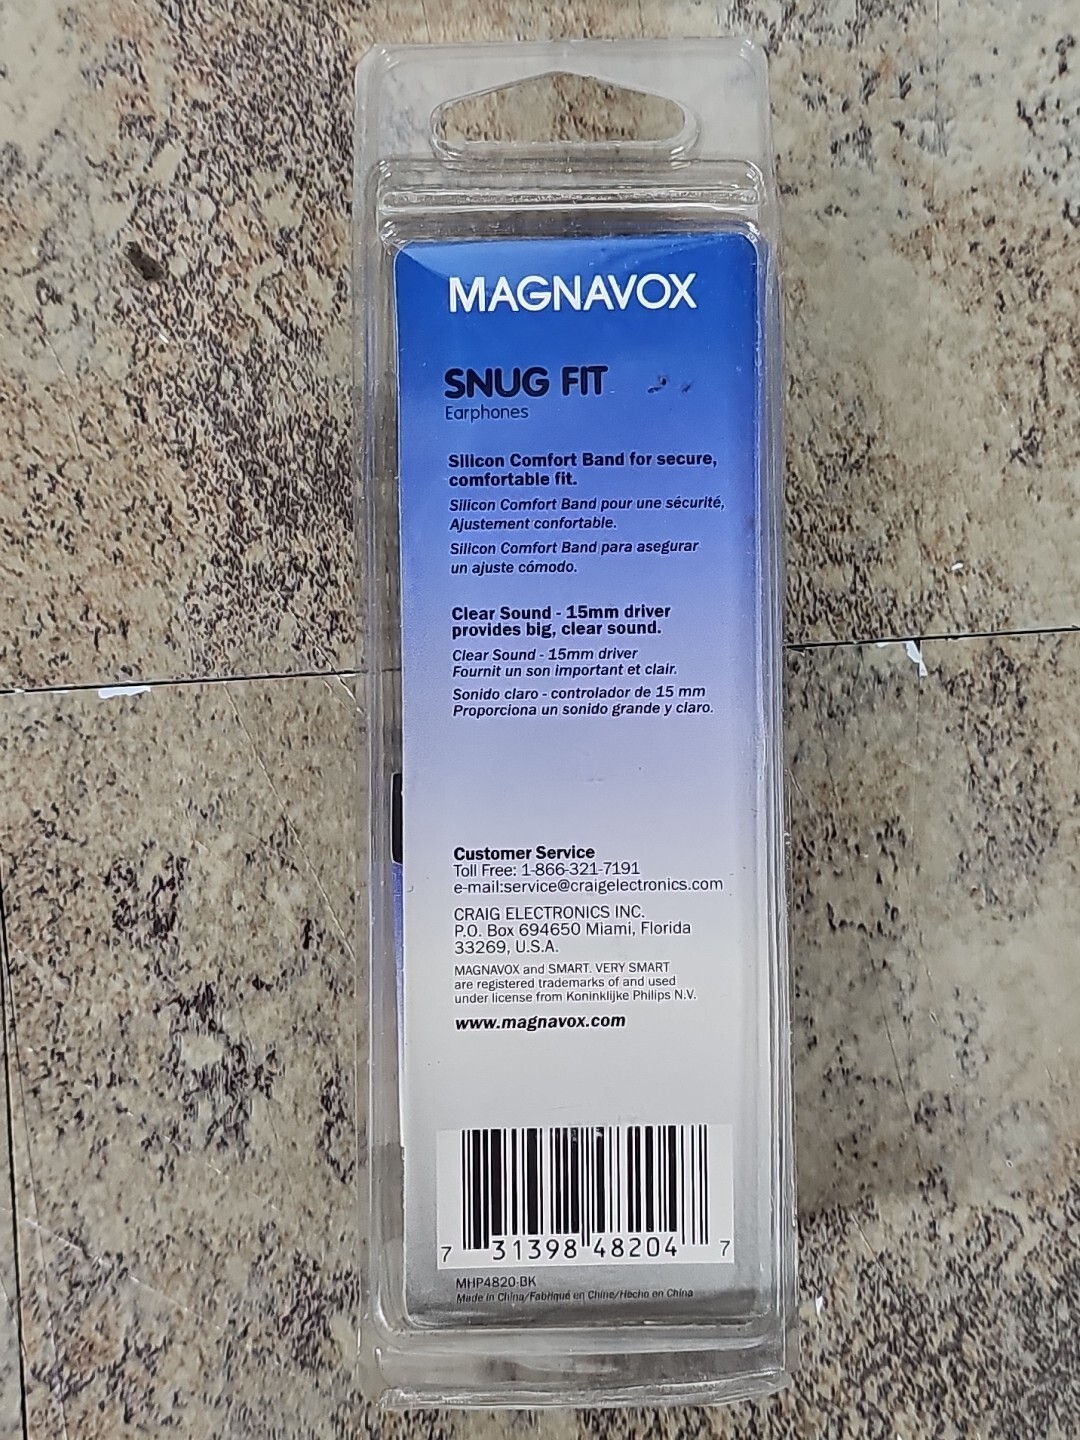 MAGNAVOX
SNUG FIT
Earphones
Silicon Comfort Band for secure,
comfortable fit.
Silicon Comfort Band pour une sécurité,
Ajustement confortable.
Silicon Comfort Band para asegurar
un ajuste cómodo.
Clear Sound - 15mm driver
provides big, clear sound.
Clear Sound - 15mm driver
Fournit un son important et clair.
Sonido claro - controlador de 15 mm
Proporciona un sonido grande y claro.
Customer Service
Toll Free: 1-866-321-7191
e-mail:service@craigelectronics.com
CRAIG ELECTRONICS INC.
P.O. Box 694650 Miami, Florida
33269, U.S.A.
MAGNAVOX and SMART. VERY SMART
are registered trademarks of and used
under license from Koninklijke Philips N.V.
www.magnavox.com
7 31398 48204 7
MHP4820-BK
Made in China/Fabriqué en Chine/Hecho en China